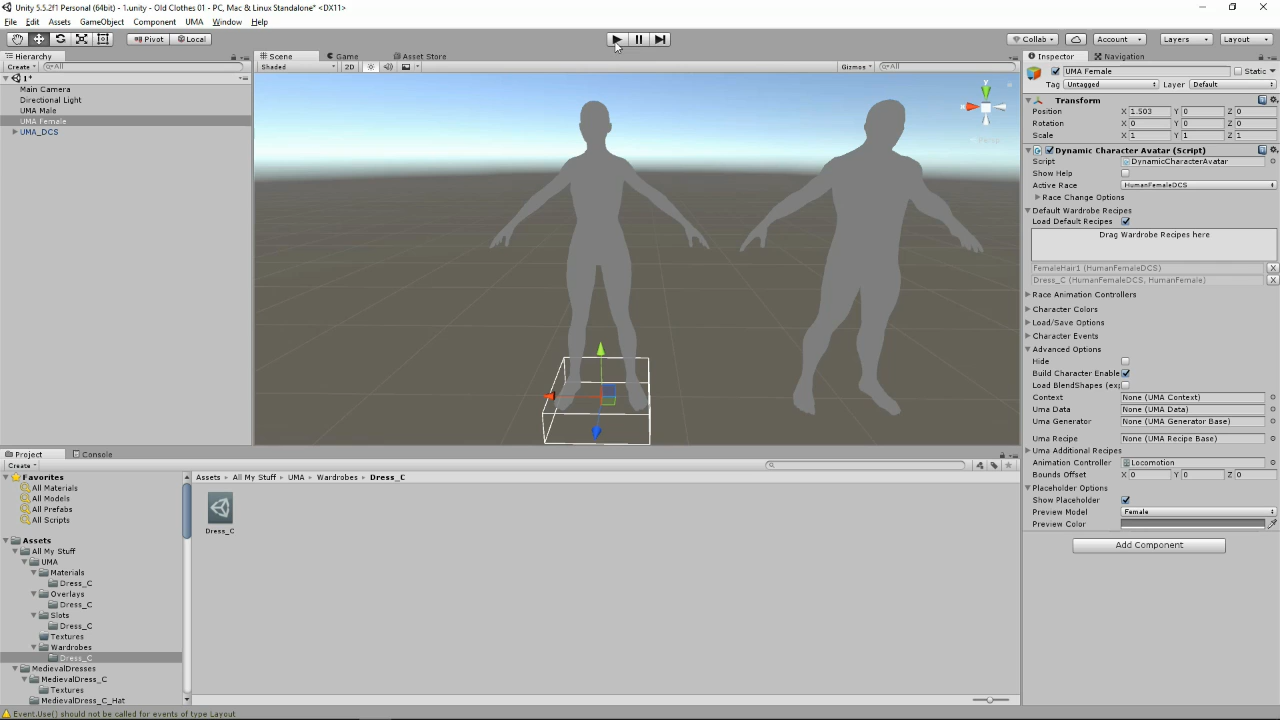 Unity 5.5.2f1 Personal (64bit) - 1.unity - Old Clothes 01 - PC, Mac & Linux Standalone* <DX11>
File Edit Assets GameObject Component UMA Window Help
Pivot Local Collab Account Layers Layout
Hierarchy
Create All
1*
Main Camera
Directional Light
UMA Male
UMA Female
UMA_DCS
Scene Game Asset Store
Shaded 2D Gizmos All
y
x
Persp
Inspector Navigation
UMA Female Static
Tag Untagged Layer Default
Transform
Position X 1.503 Y 0 Z 0
Rotation X 0 Y 0 Z 0
Scale X 1 Y 1 Z 1
Dynamic Character Avatar (Script)
Script DynamicCharacterAvatar
Show Help
Active Race HumanFemaleDCS
Race Change Options
Default Wardrobe Recipes
Load Default Recipes
Drag Wardrobe Recipes here
FemaleHair1 (HumanFemaleDCS) X
Dress_C (HumanFemaleDCS, HumanFemale) X
Race Animation Controllers
Character Colors
Load/Save Options
Character Events
Advanced Options
Hide
Build Character Enable
Load BlendShapes (exp
Context None (UMA Context)
Uma Data None (UMA Data)
Uma Generator None (UMA Generator Base)
Uma Recipe None (UMA Recipe Base)
Uma Additional Recipes
Animation Controller Locomotion
Bounds Offset X 0 Y 0 Z 0
Placeholder Options
Show Placeholder
Preview Model Female
Preview Color
Add Component
Project Console
Create
Favorites
All Materials
All Models
All Prefabs
All Scripts
Assets
All My Stuff
UMA
Materials
Dress_C
Overlays
Dress_C
Slots
Dress_C
Textures
Wardrobes
Dress_C
MedievalDresses
MedievalDress_C
Textures
MedievalDress_C_Hat
Assets All My Stuff UMA Wardrobes Dress_C
Dress_C
Event.Use() should not be called for events of type Layout